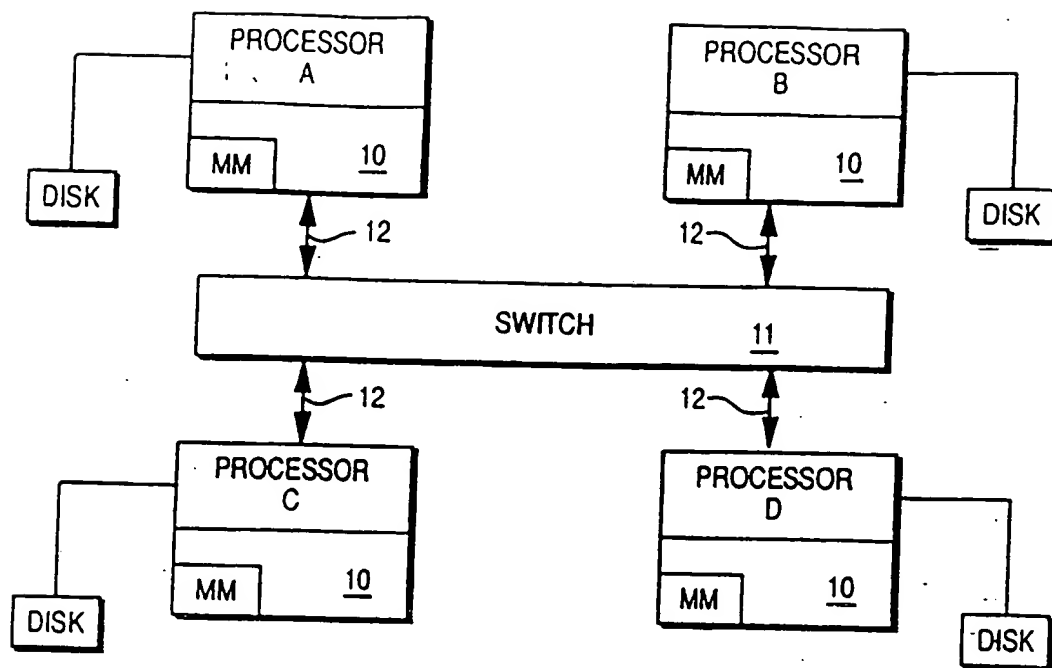 PROCESSOR
A
MM
10
DISK
12
PROCESSOR
B
MM
10
DISK
12
SWITCH
11
12
12
PROCESSOR
C
MM
10
DISK
PROCESSOR
D
MM
10
DISK